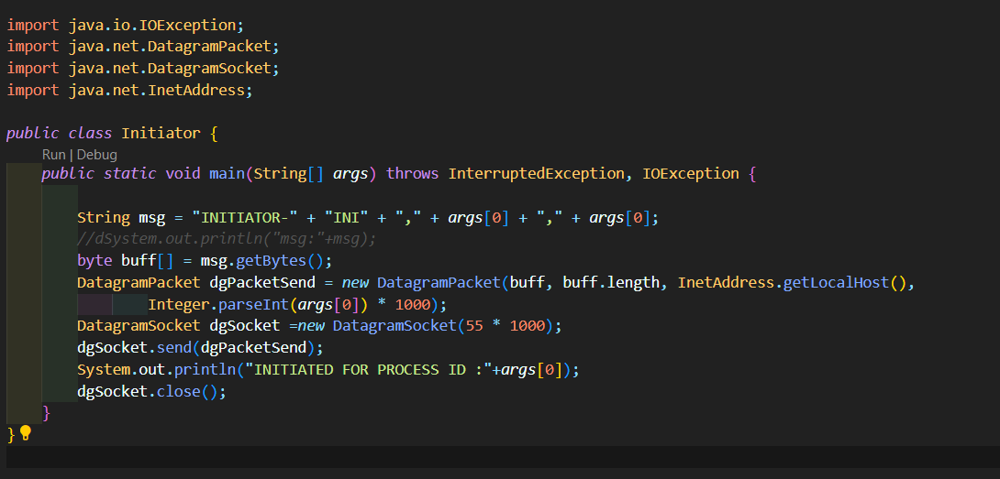 import java.io.IOException;
import java.net.DatagramPacket;
import java.net.DatagramSocket;
import java.net.InetAddress;
public class Initiator {
Run | Debug
public static void main(String[] args) throws InterruptedException, IOException {
String msg = "INITIATOR-" + "INI" + "," + args[0] + "," + args[0];
//dSystem.out.println("msg:"+msg);
byte buff[] = msg.getBytes();
DatagramPacket dgPacketSend = new DatagramPacket(buff, buff.length, InetAddress.getLocalHost(),
Integer.parseInt(args[0]) * 1000);
DatagramSocket dgSocket =new DatagramSocket(55 * 1000);
dgSocket.send(dgPacketSend);
System.out.println("INITIATED FOR PROCESS ID :"+args[0]);
dgSocket.close();
}
}